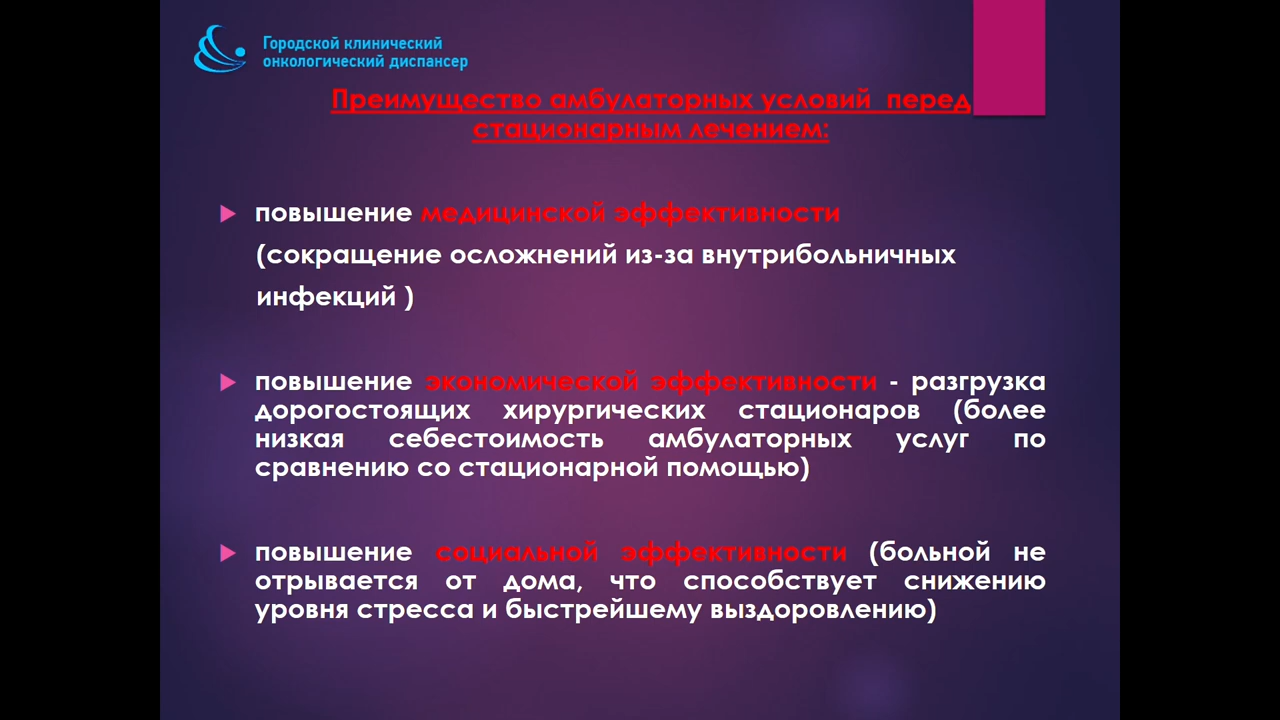 Городской клинический
онкологический диспансер
Преимущество амбулаторных условий  перед
стационарным лечением:
повышение медицинской эффективности
(сокращение осложнений из-за внутрибольничных
инфекций )
повышение экономической эффективности - разгрузка
дорогостоящих хирургических стационаров (более
низкая себестоимость амбулаторных услуг по
сравнению со стационарной помощью)
повышение социальной эффективности (больной не
отрывается от дома, что способствует снижению
уровня стресса и быстрейшему выздоровлению)